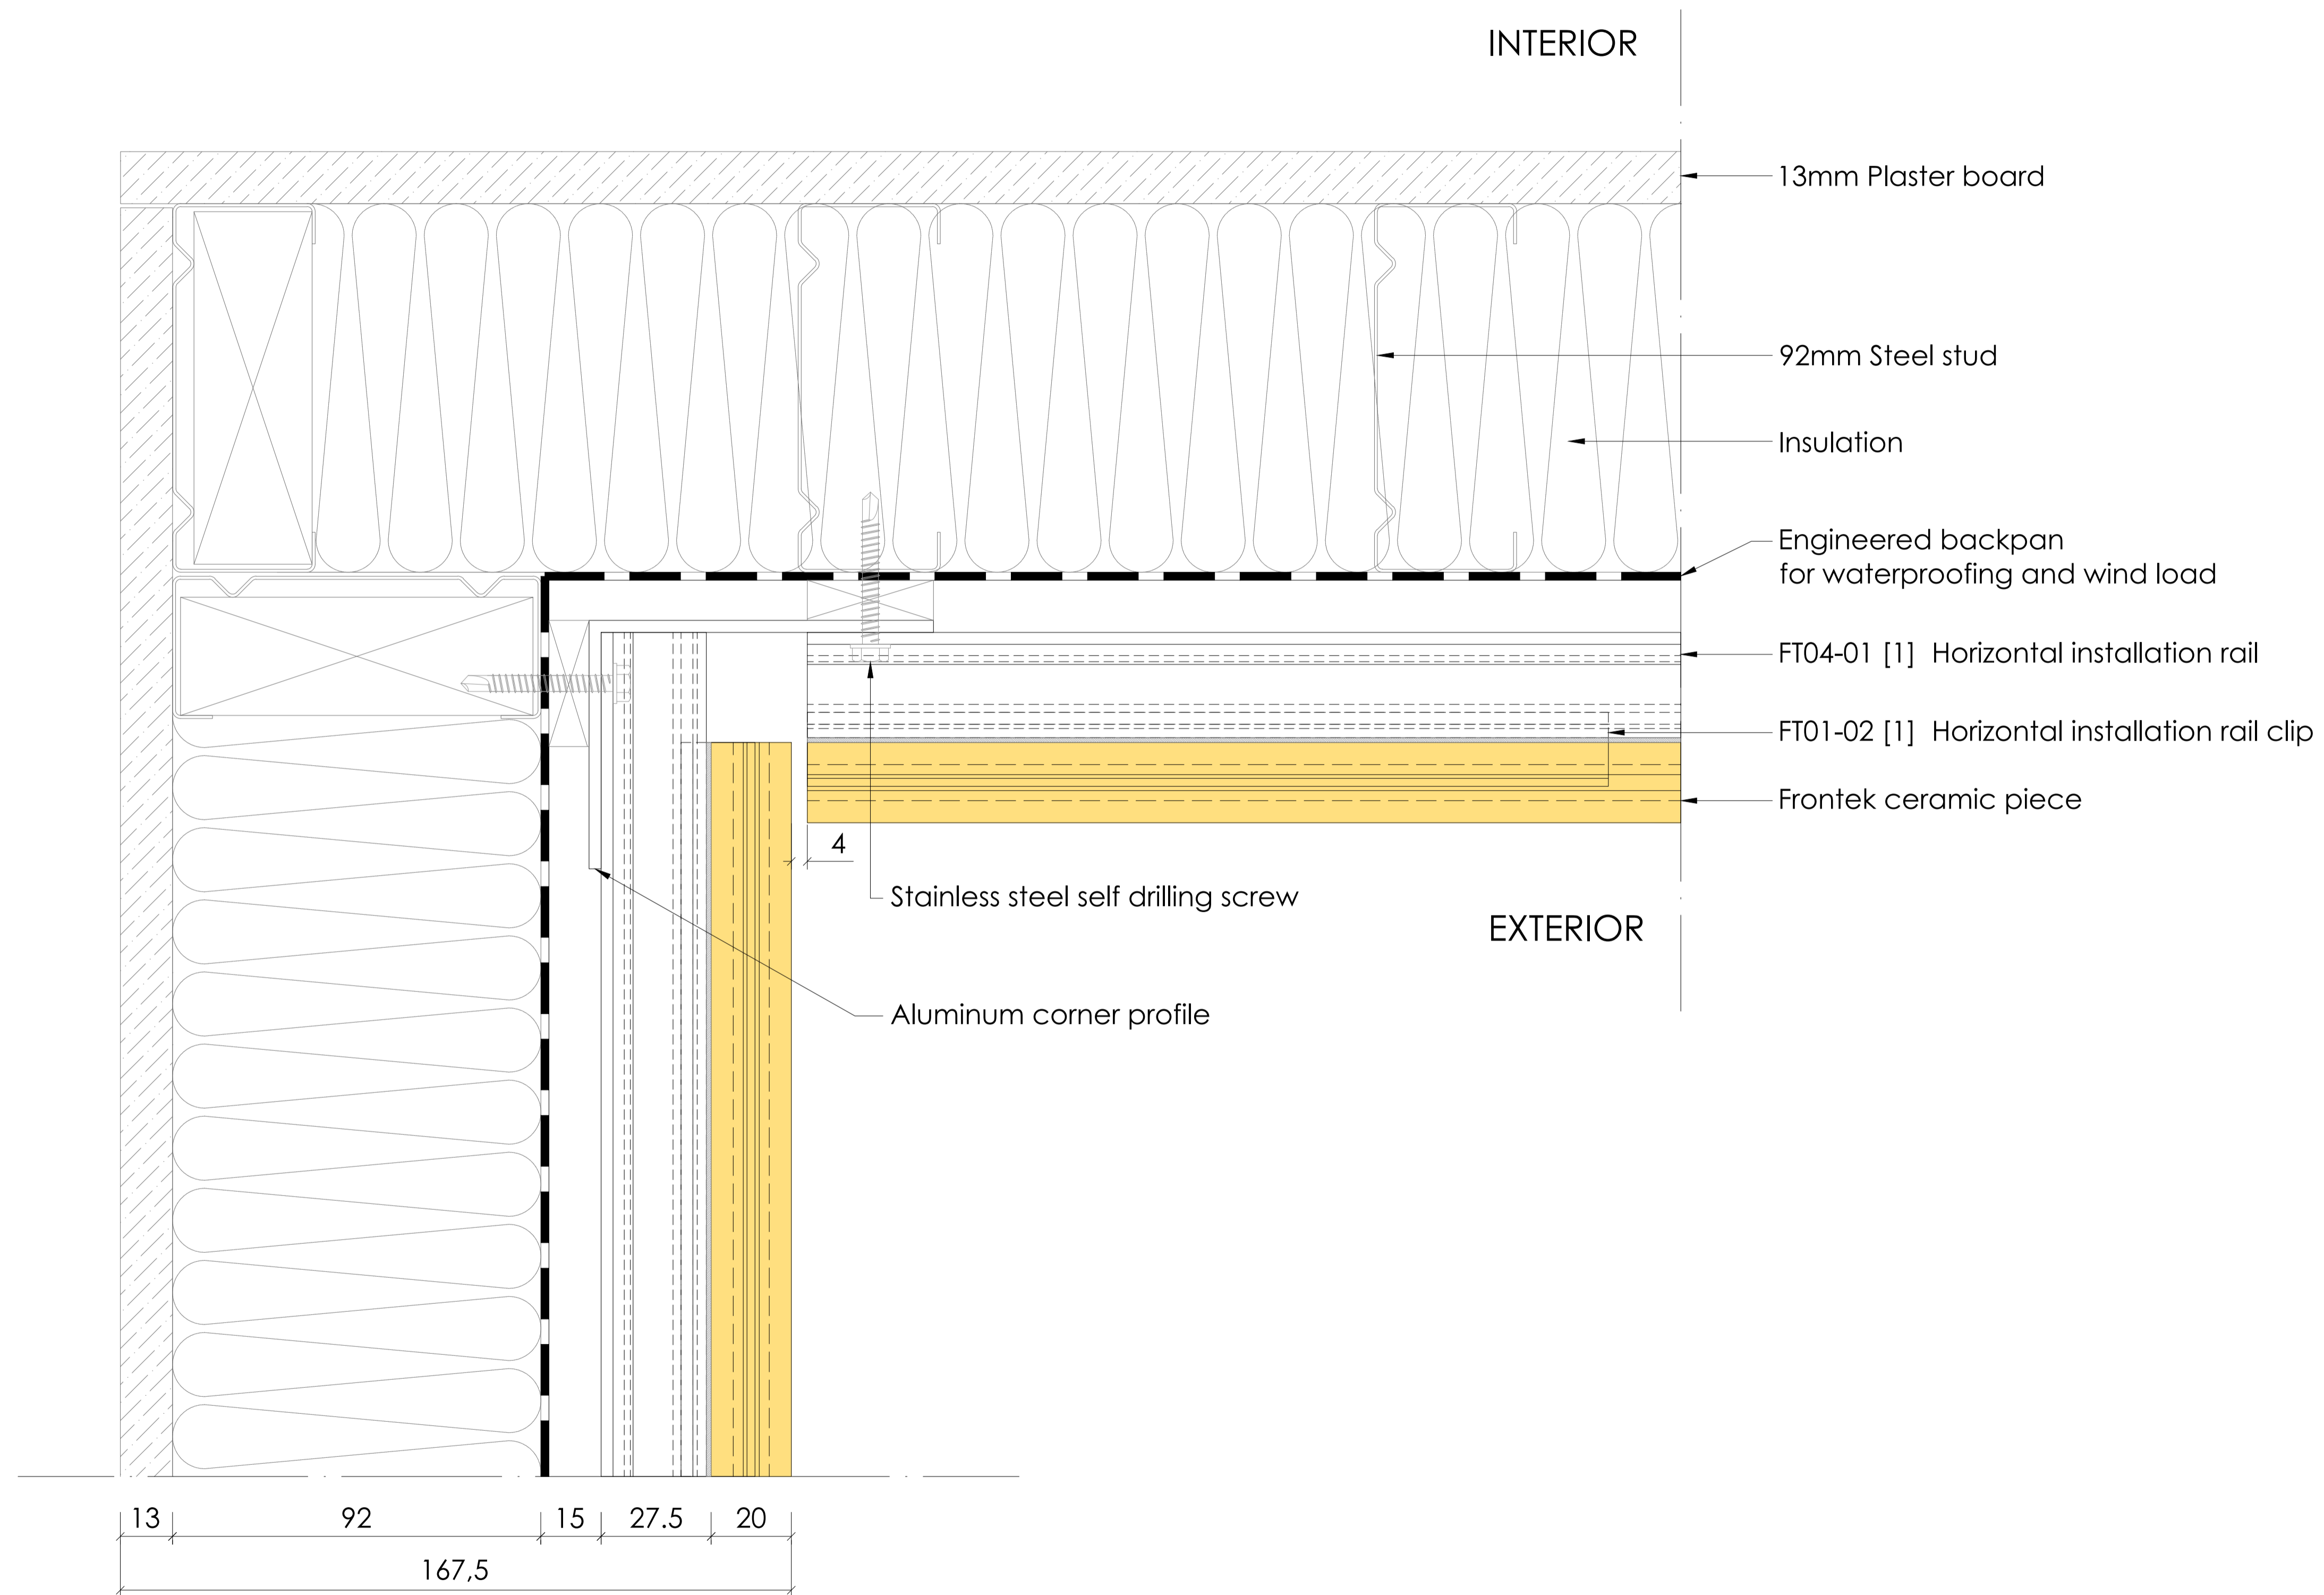 INTERIOR
13mm Plaster board
92mm Steel stud
Insulation
Engineered backpan
for waterproofing and wind load
FT04-01 [1] Horizontal installation rail
FT01-02 [1] Horizontal installation rail clip
Frontek ceramic piece
4
Stainless steel self drilling screw
EXTERIOR
Aluminum corner profile
13 92 15 27.5 20
167,5